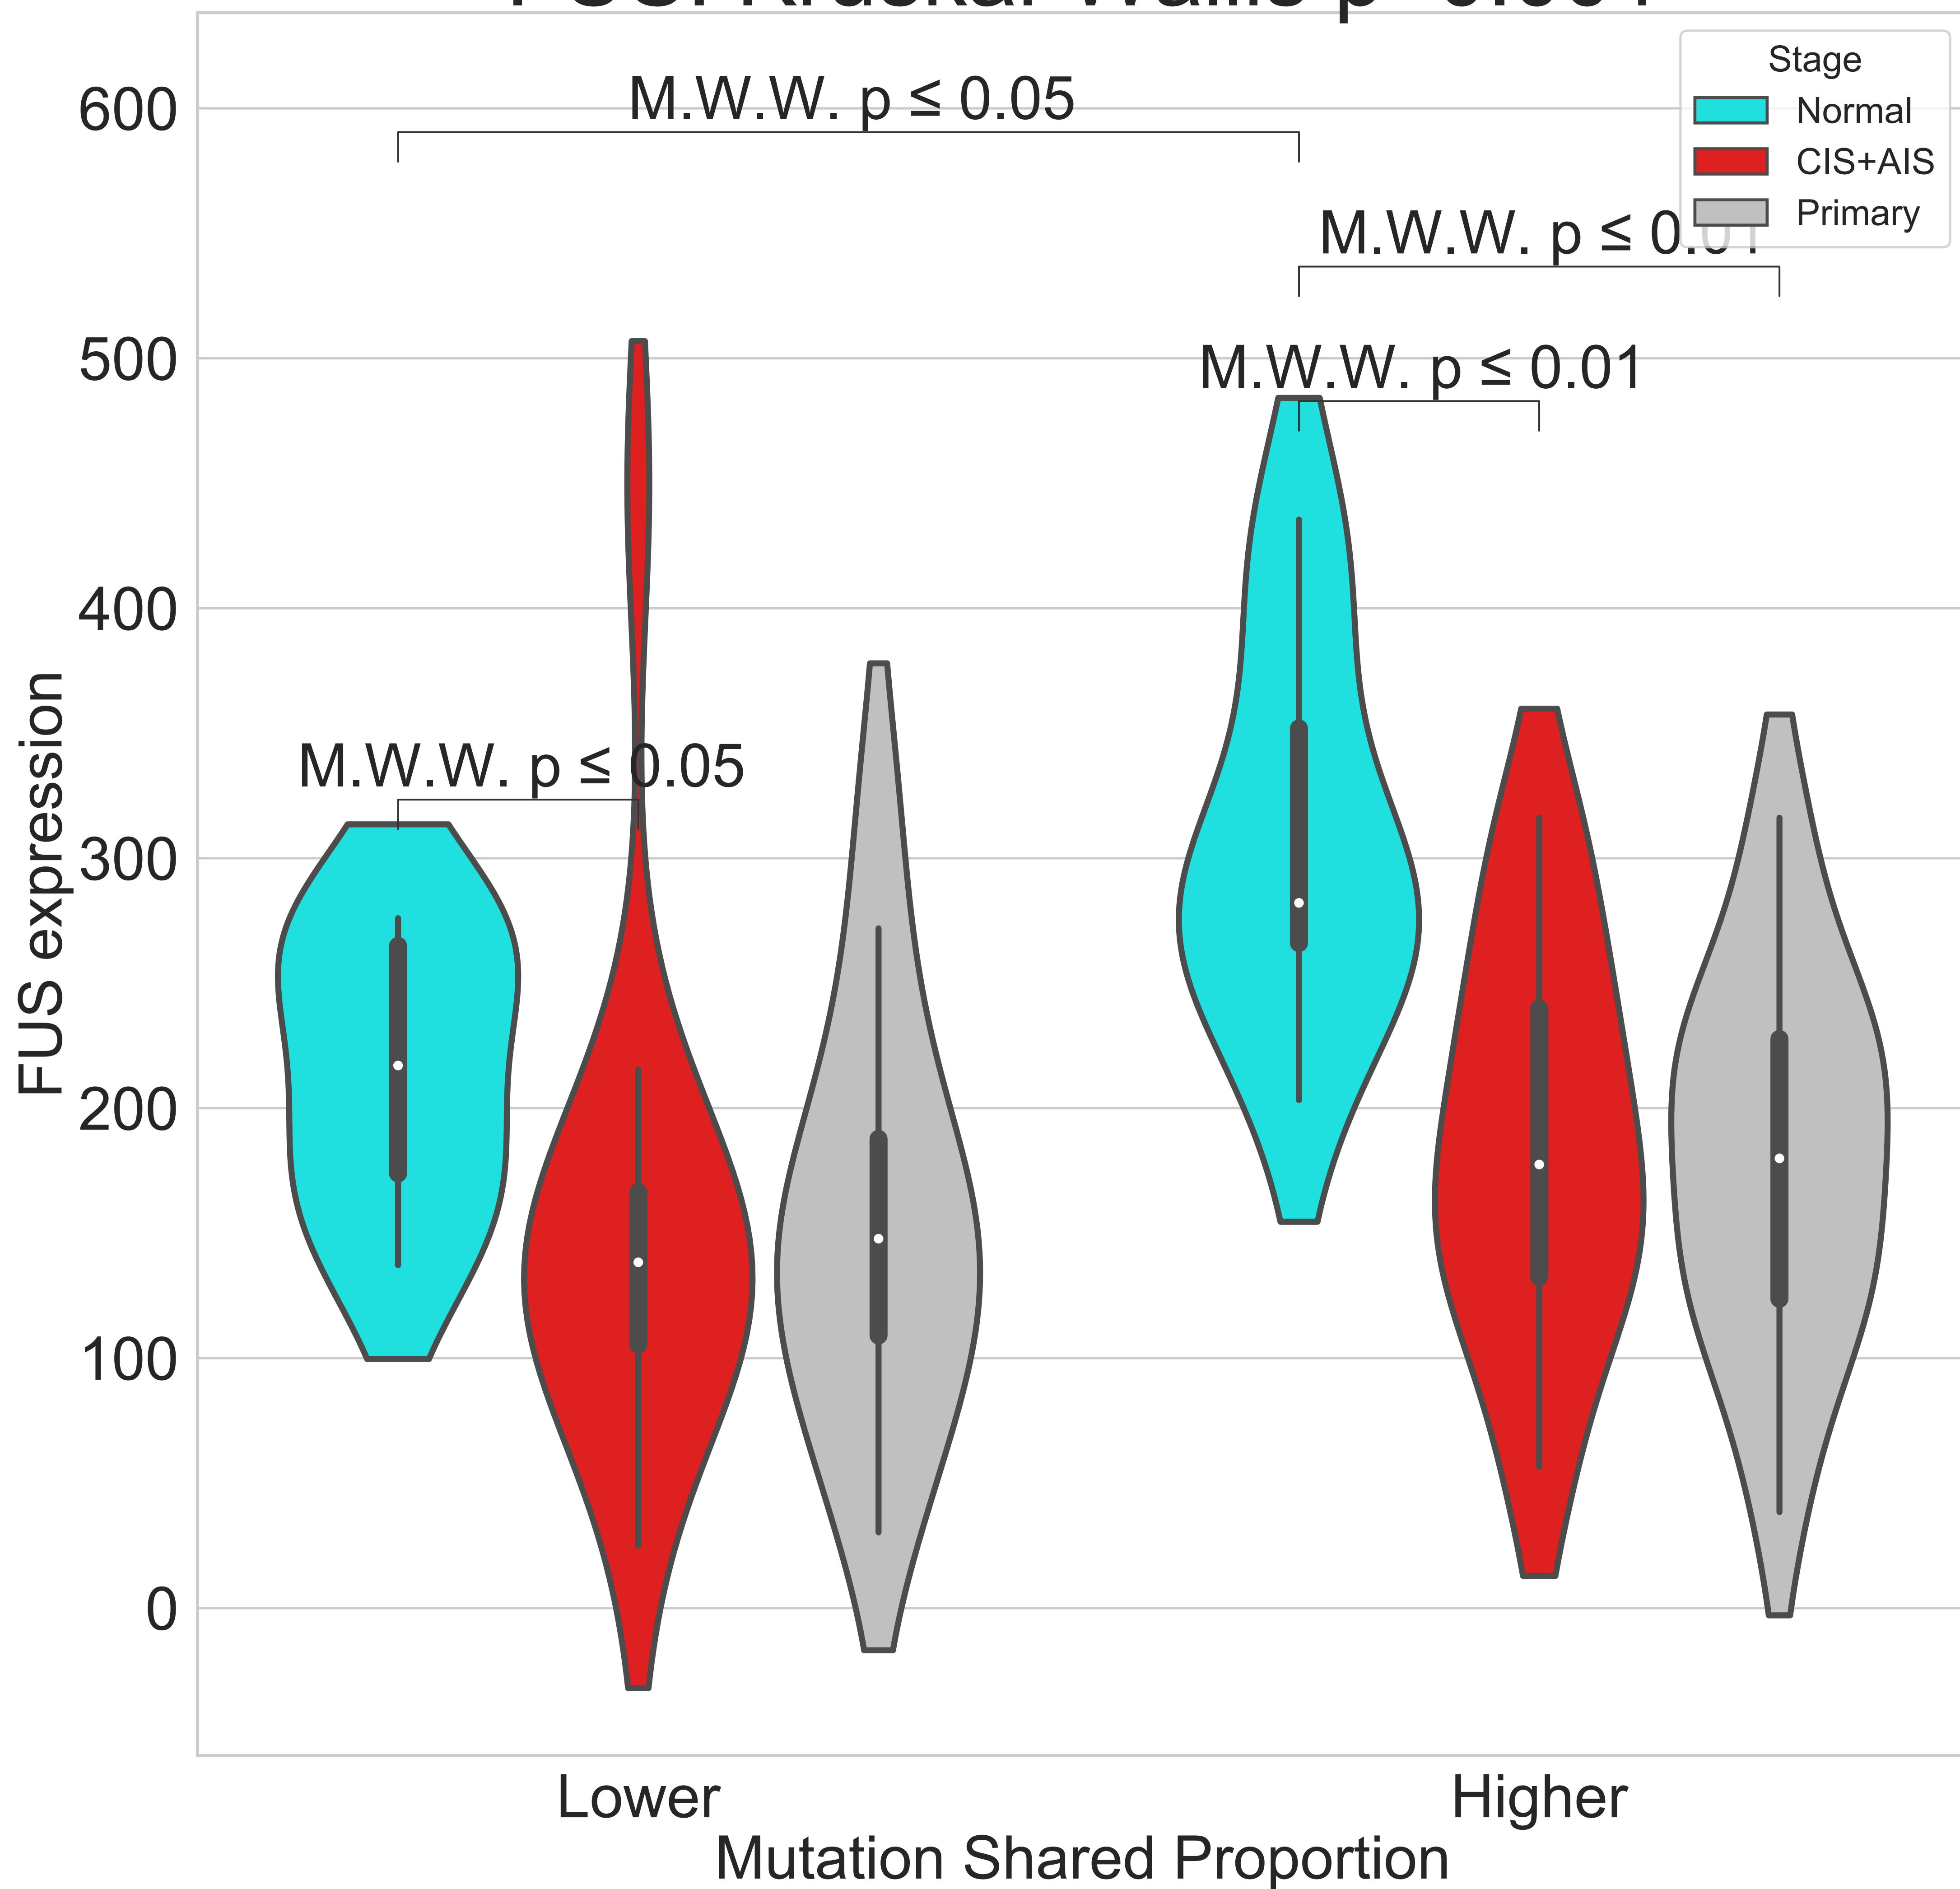 M.W.W. p ≤ 0.05
Stage
Normal
CIS+AIS
Primary
M.W.W. p ≤ 0.01
M.W.W. p ≤ 0.01
M.W.W. p ≤ 0.05
600
500
400
300
200
100
0
FUS expression
Lower
Higher
Mutation Shared Proportion